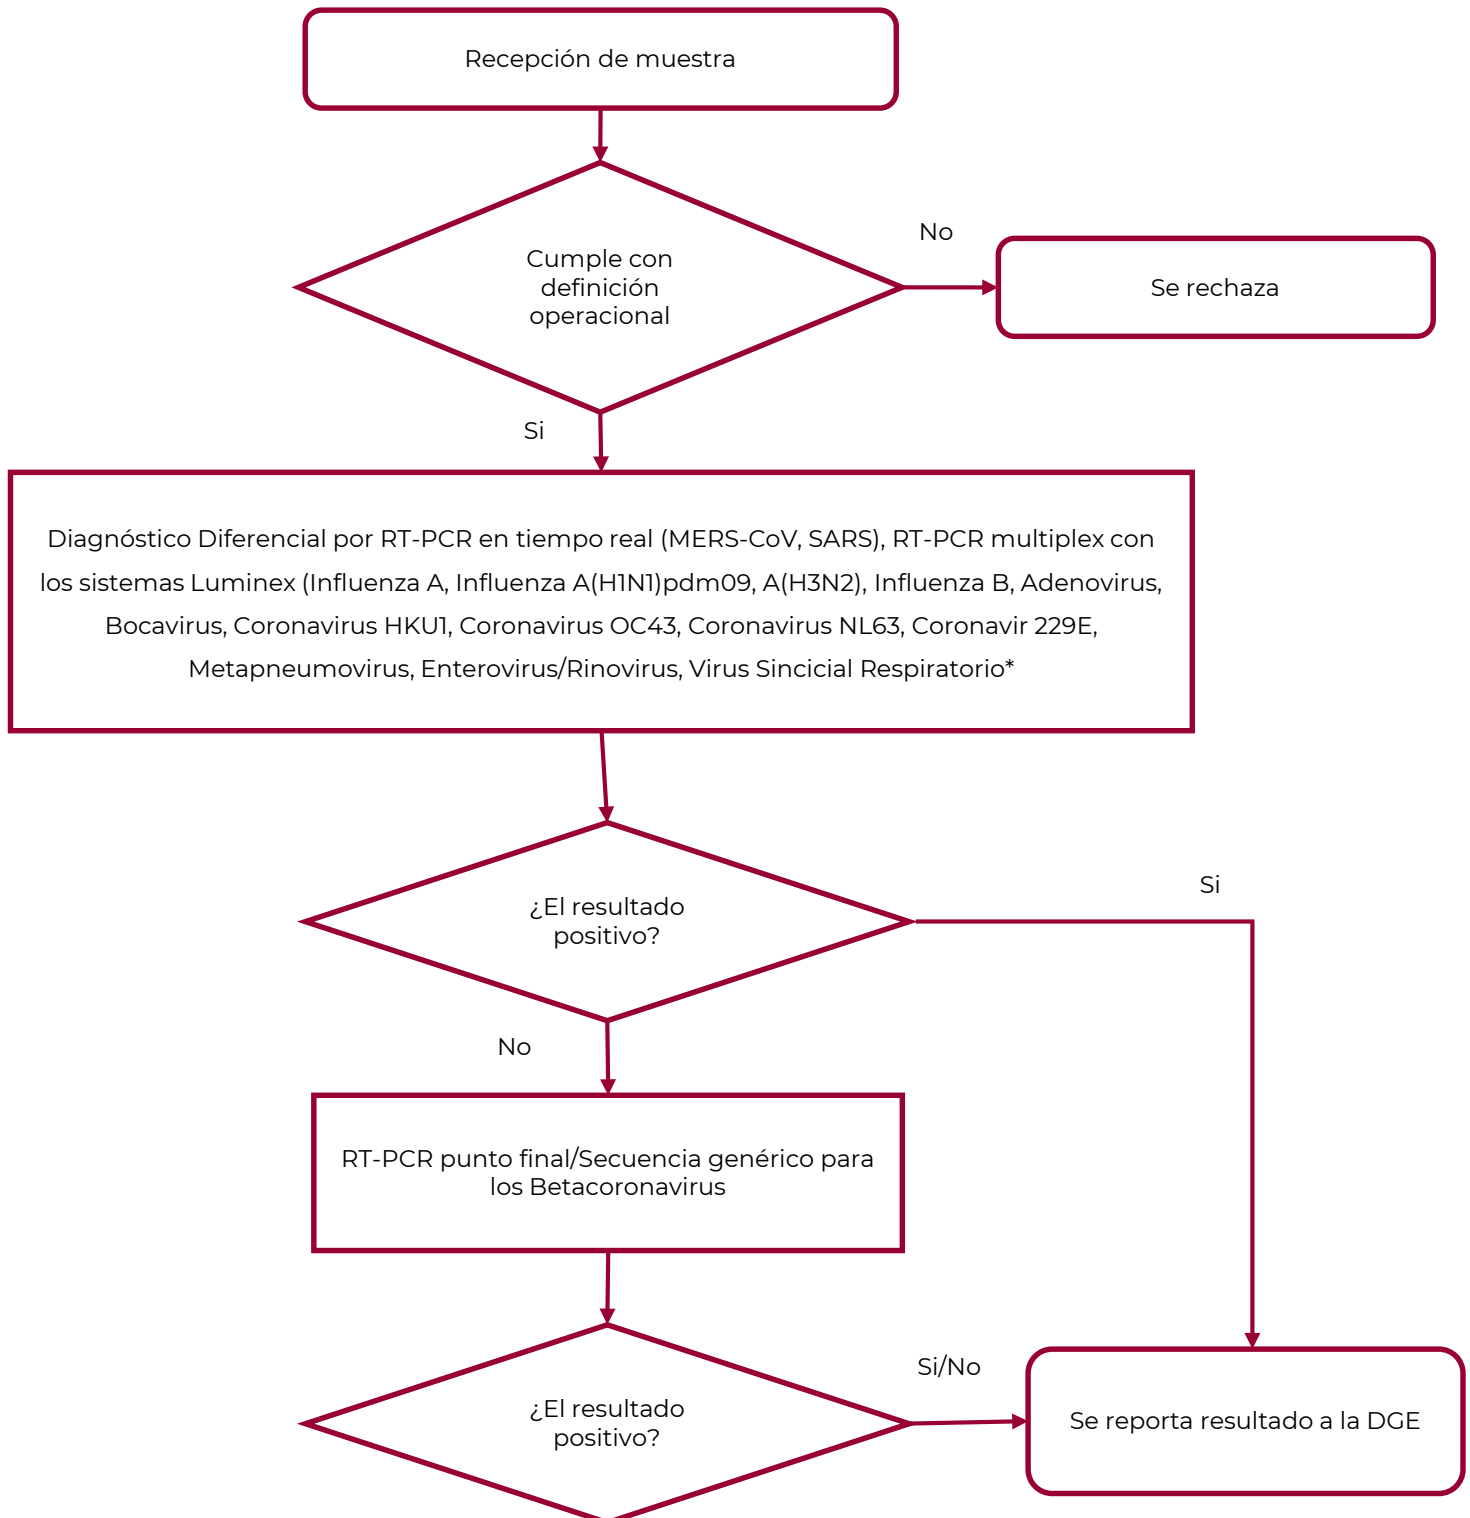 Recepción de muestra
No
Cumple con
definición
operacional
Se rechaza
Si
Diagnóstico Diferencial por RT-PCR en tiempo real (MERS-CoV, SARS), RT-PCR multiplex con
los sistemas Luminex (Influenza A, Influenza A(H1N1)pdm09, A(H3N2), Influenza B, Adenovirus,
Bocavirus, Coronavirus HKU1, Coronavirus OC43, Coronavirus NL63, Coronavir 229E,
Metapneumovirus, Enterovirus/Rinovirus, Virus Sincicial Respiratorio*
Si
¿El resultado
positivo?
No
RT-PCR punto final/Secuencia genérico para
los Betacoronavirus
Si/No
¿El resultado
positivo?
Se reporta resultado a la DGE